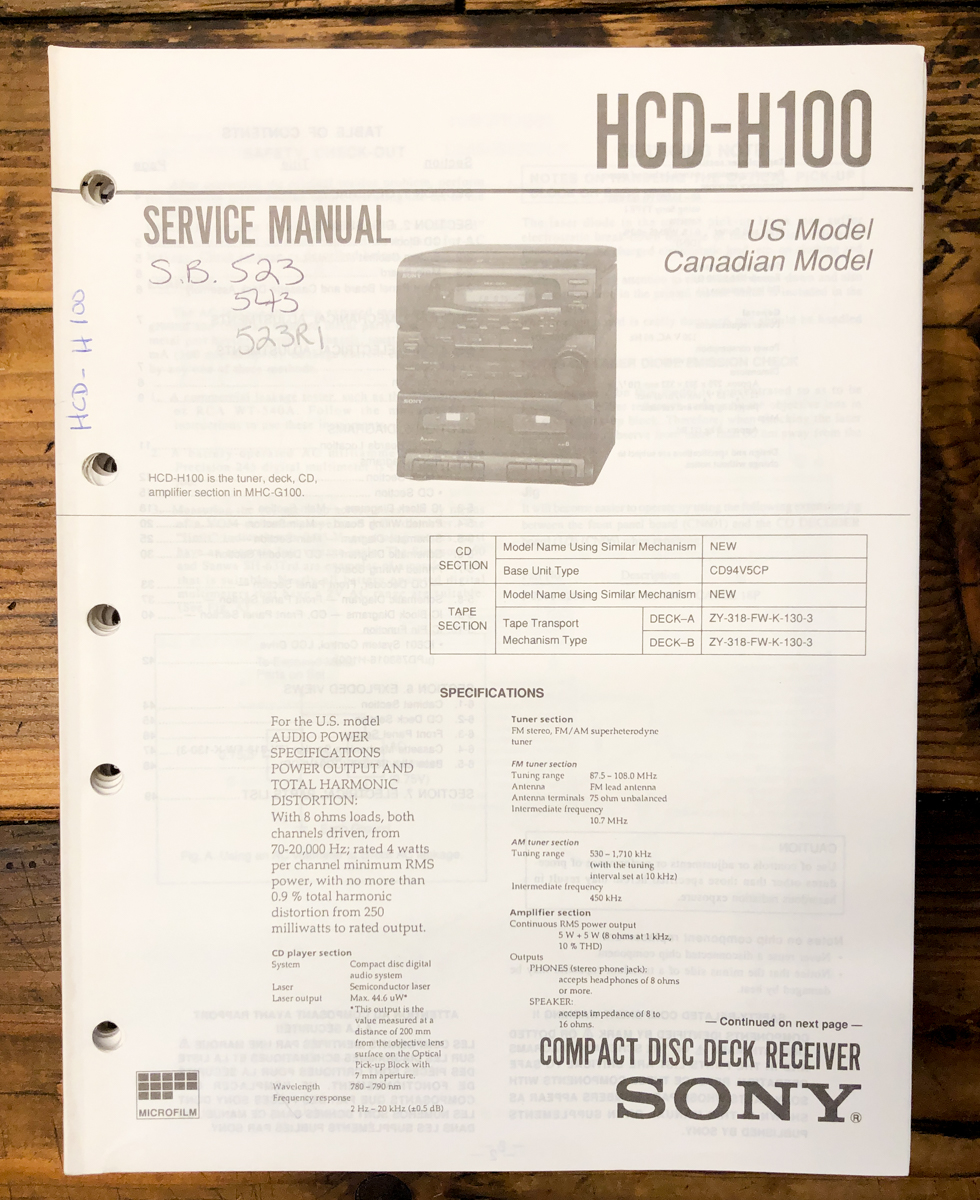 HCD-H100
SERVICE MANUAL
US Model
Canadian Model
S.B. 523
543
523R1
HCD-H100
SONY
SONY
HCD-H100 is the tuner, deck, CD,
amplifier section in MHC-G100.
CD SECTION Model Name Using Similar Mechanism NEW
Base Unit Type CD94V5CP
TAPE SECTION Model Name Using Similar Mechanism NEW
Tape Transport Mechanism Type DECK–A ZY-318-FW-K-130-3
DECK–B ZY-318-FW-K-130-3
SPECIFICATIONS
For the U.S. model
AUDIO POWER
SPECIFICATIONS
POWER OUTPUT AND
TOTAL HARMONIC
DISTORTION:
With 8 ohms loads, both
channels driven, from
70-20,000 Hz; rated 4 watts
per channel minimum RMS
power, with no more than
0.9 % total harmonic
distortion from 250
milliwatts to rated output.
CD player section
System Compact disc digital
audio system
Laser Semiconductor laser
Laser output Max. 44.6 uW*
*This output is the
value measured at a
distance of 200 mm
from the objective lens
surface on the Optical
Pick-up Block with
7 mm aperture.
Wavelength 780 – 790 nm
Frequency response
2 Hz – 20 kHz (±0.5 dB)
Tuner section
FM stereo, FM/AM superheterodyne
tuner
FM tuner section
Tuning range 87.5 – 108.0 MHz
Antenna FM lead antenna
Antenna terminals 75 ohm unbalanced
Intermediate frequency
10.7 MHz
AM tuner section
Tuning range 530 – 1,710 kHz
(with the tuning
interval set at 10 kHz)
Intermediate frequency
450 kHz
Amplifier section
Continuous RMS power output
5 W + 5 W (8 ohms at 1 kHz,
10 % THD)
Outputs
PHONES (stereo phone jack):
accepts headphones of 8 ohms
or more.
SPEAKER:
accepts impedance of 8 to
16 ohms.
— Continued on next page —
COMPACT DISC DECK RECEIVER
SONY®
MICROFILM